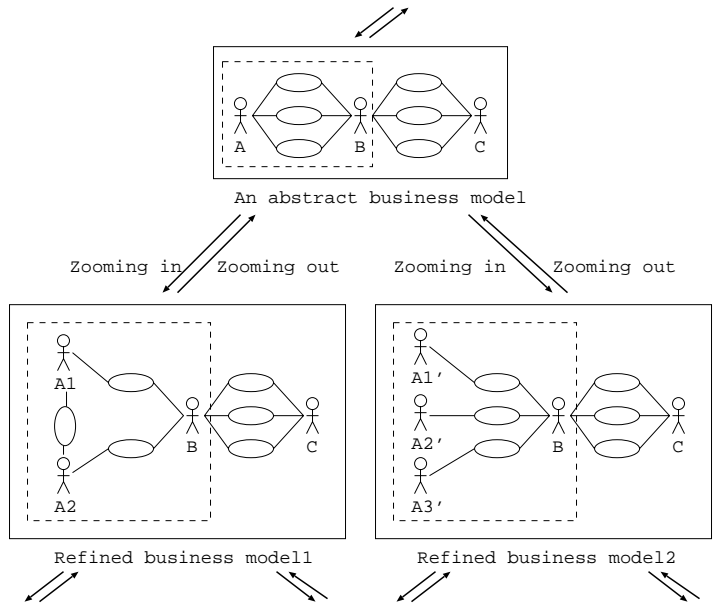 A B C
An abstract business model
Zooming in Zooming out Zooming in Zooming out
A1 A1’
A2’
B C B C
A2 A3’
Refined business model1 Refined business model2